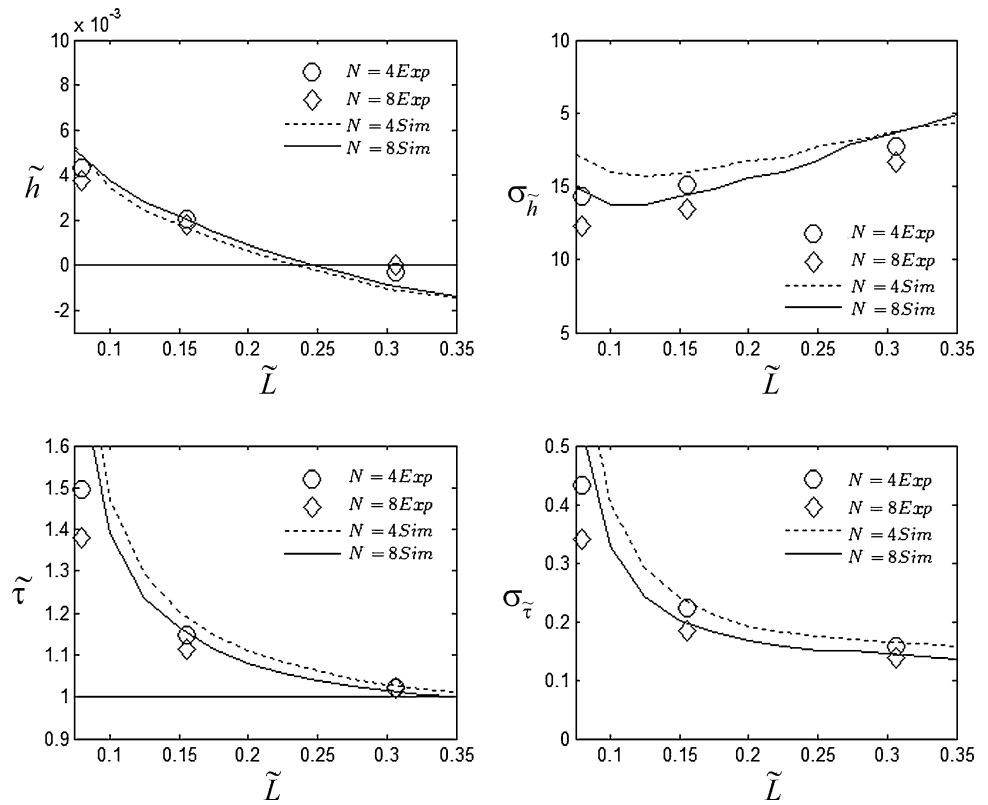 x 10⁻³
10
8
6
4
2
0
-2
h̃
N = 4Exp
N = 8Exp
N = 4Sim
N = 8Sim
0.1 0.15 0.2 0.25 0.3 0.35
L̃
10
5
15
10
5
σh̃
N = 4Exp
N = 8Exp
N = 4Sim
N = 8Sim
0.1 0.15 0.2 0.25 0.3 0.35
L̃
1.6
1.5
1.4
1.3
1.2
1.1
1
0.9
τ̃
N = 4Exp
N = 8Exp
N = 4Sim
N = 8Sim
0.1 0.15 0.2 0.25 0.3 0.35
L̃
0.5
0.4
0.3
0.2
0.1
0
στ̃
N = 4Exp
N = 8Exp
N = 4Sim
N = 8Sim
0.1 0.15 0.2 0.25 0.3 0.35
L̃